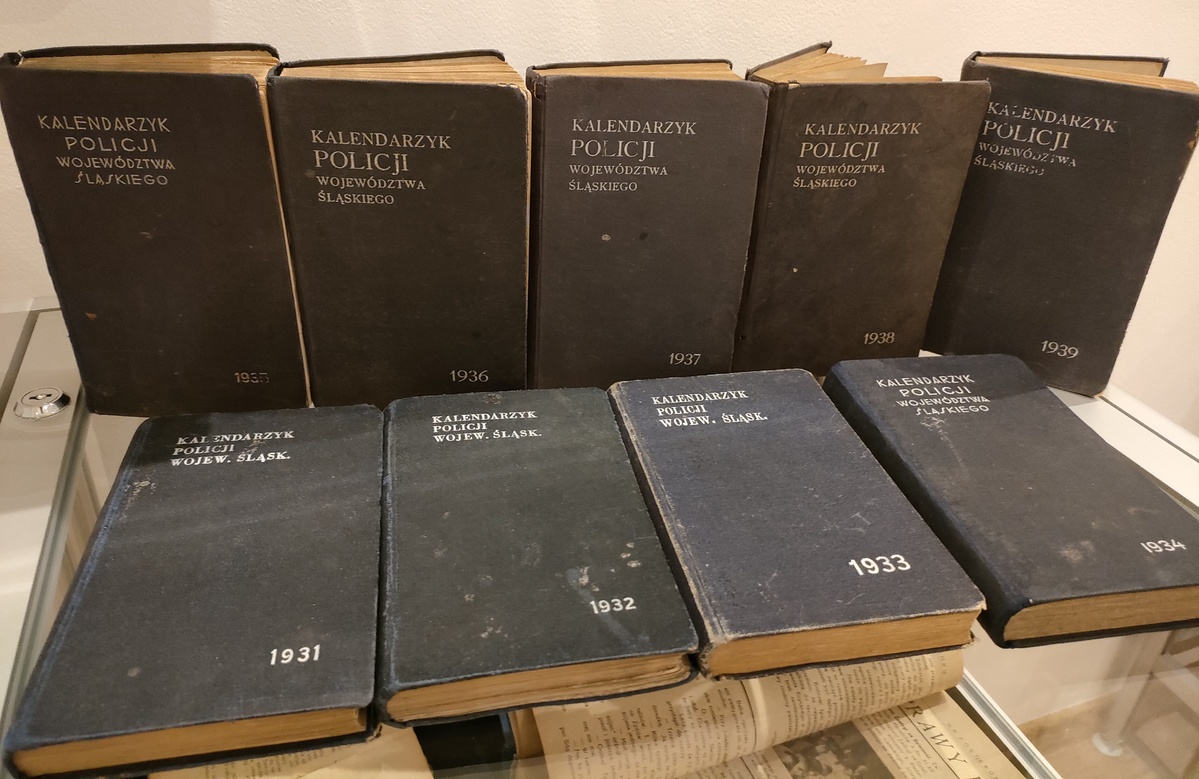 KALENDARZYK
POLICJI
WOJEWÓDZTWA
ŚLĄSKIEGO
1935
KALENDARZYK
POLICJI
WOJEWÓDZTWA
ŚLĄSKIEGO
1936
KALENDARZYK
POLICJI
WOJEWÓDZTWA
ŚLĄSKIEGO
1937
KALENDARZYK
POLICJI
WOJEWÓDZTWA
ŚLĄSKIEGO
1938
KALENDARZYK
POLICJI
WOJEWÓDZTWA
ŚLĄSKIEGO
1939
KALENDARZYK
POLICJI
WOJEW. ŚLĄSK.
1931
KALENDARZYK
POLICJI
WOJEW. ŚLĄSK.
1932
KALENDARZYK
POLICJI
WOJEW. ŚLĄSK.
1933
KALENDARZYK
POLICJI
WOJEWÓDZTWA
ŚLĄSKIEGO
1934